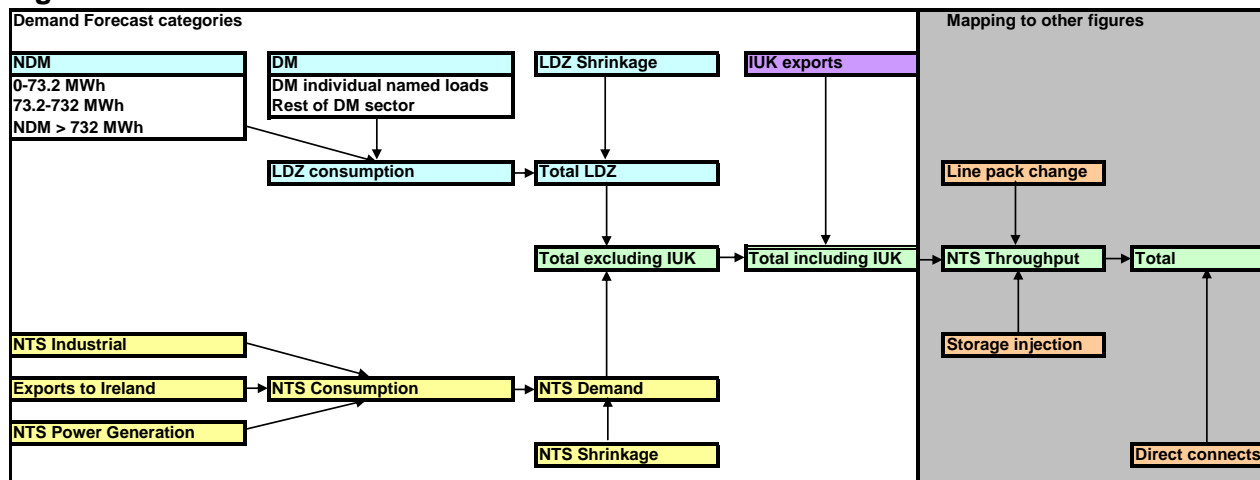 Demand Forecast categories
Mapping to other figures
NDM
DM
LDZ Shrinkage
IUK exports
0-73.2 MWh
DM individual named loads
73.2-732 MWh
Rest of DM sector
NDM > 732 MWh
LDZ consumption
Total LDZ
Line pack change
Total excluding IUK
Total including IUK
NTS Throughput
Total
NTS Industrial
Storage injection
Exports to Ireland
NTS Consumption
NTS Demand
NTS Power Generation
NTS Shrinkage
Direct connects